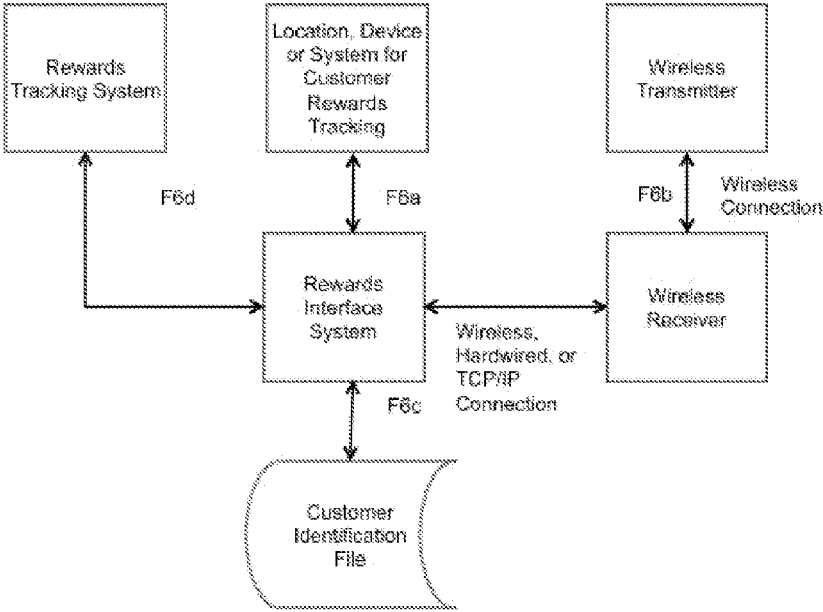 Rewards
Tracking System
Location, Device
or System for
Customer
Rewards
Tracking
Wireless
Transmitter
F6d
F6a
F6b
Wireless
Connection
Rewards
Interface
System
Wireless
Receiver
Wireless,
Hardwired, or
TCP/IP
Connection
F6c
Customer
Identification
File